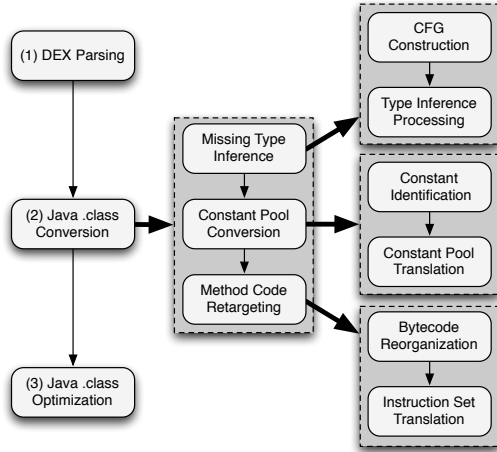 (1) DEX Parsing
(2) Java .class
Conversion
(3) Java .class
Optimization
Missing Type
Inference
Constant Pool
Conversion
Method Code
Retargeting
CFG
Construction
Type Inference
Processing
Constant
Identification
Constant Pool
Translation
Bytecode
Reorganization
Instruction Set
Translation